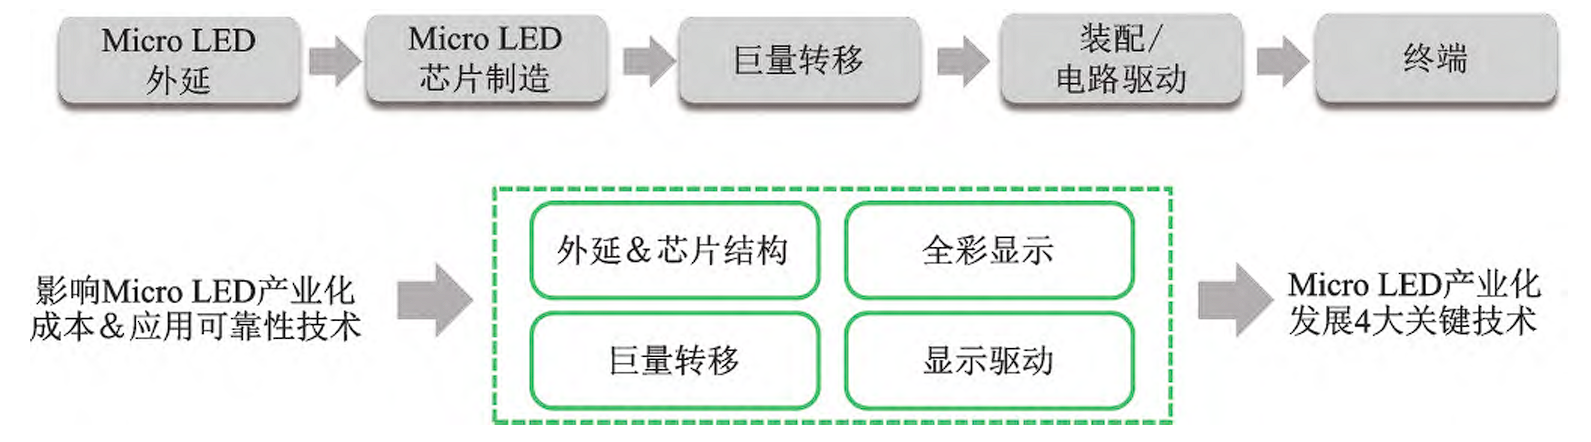 Micro LED
外延
Micro LED
芯片制造
巨量转移
装配/
电路驱动
终端
影响Micro LED产业化
成本&应用可靠性技术
外延&芯片结构
全彩显示
巨量转移
显示驱动
Micro LED产业化
发展4大关键技术